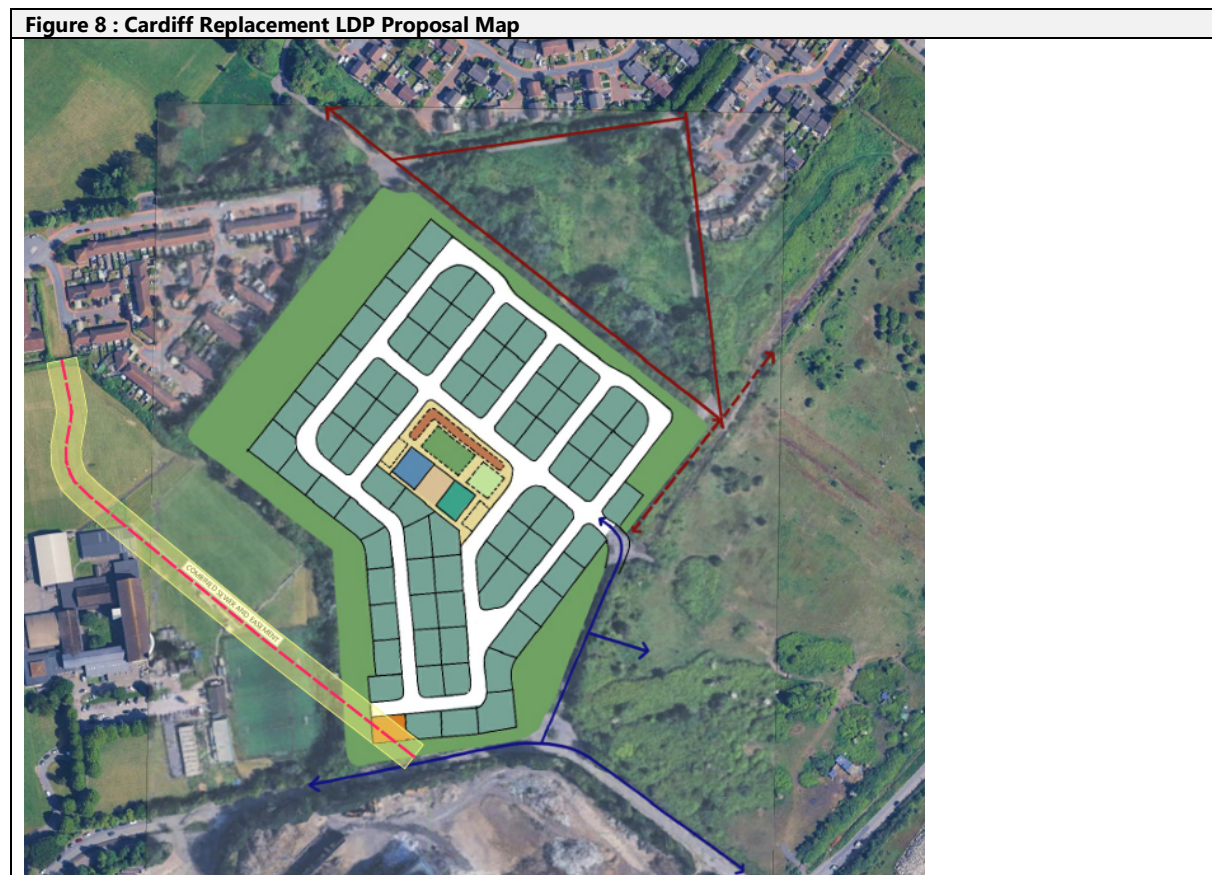 Figure 8 : Cardiff Replacement LDP Proposal Map
COMBINED SEWER AND EASEMENT